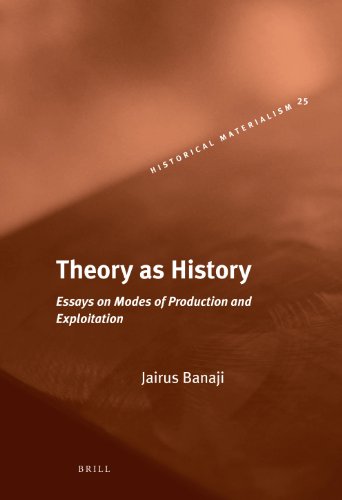 HISTORICAL MATERIALISM 25
Theory as History
Essays on Modes of Production and
Exploitation
Jairus Banaji
BRILL